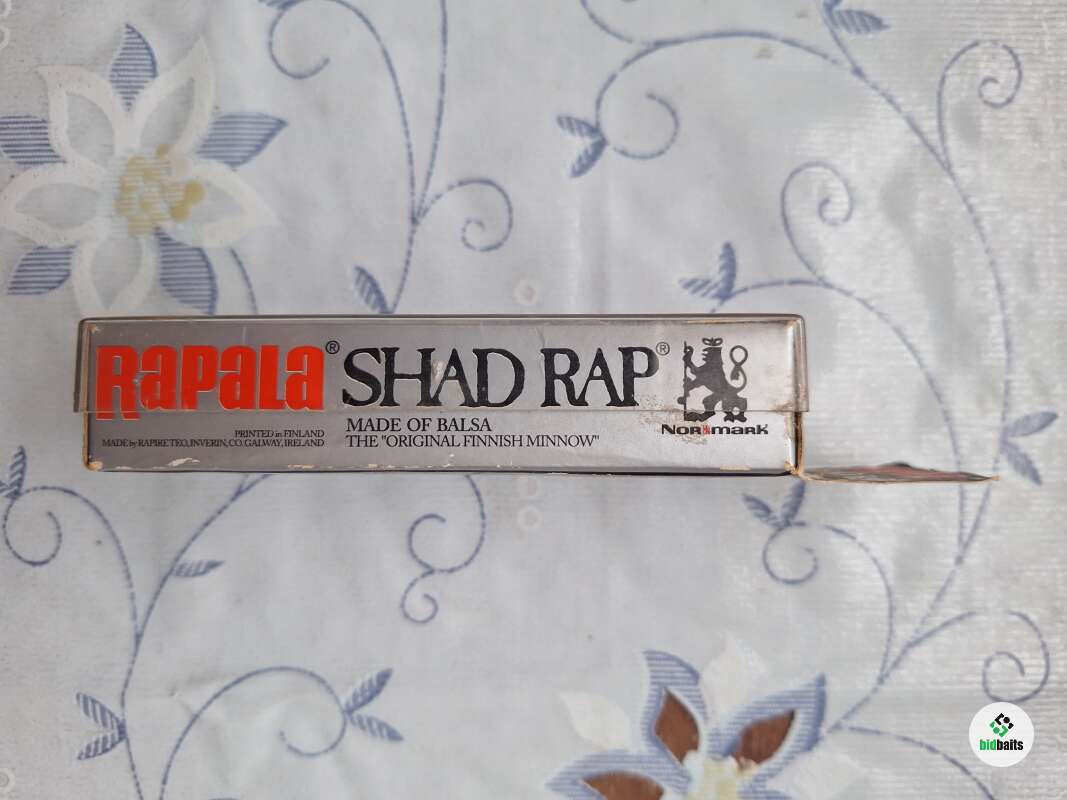 Rapala® SHAD RAP®
MADE OF BALSA
THE "ORIGINAL FINNISH MINNOW"
PRINTED in FINLAND
MADE by RAPIRE TEO, INVERIN, CO. GALWAY, IRELAND
Normark
bidbaits